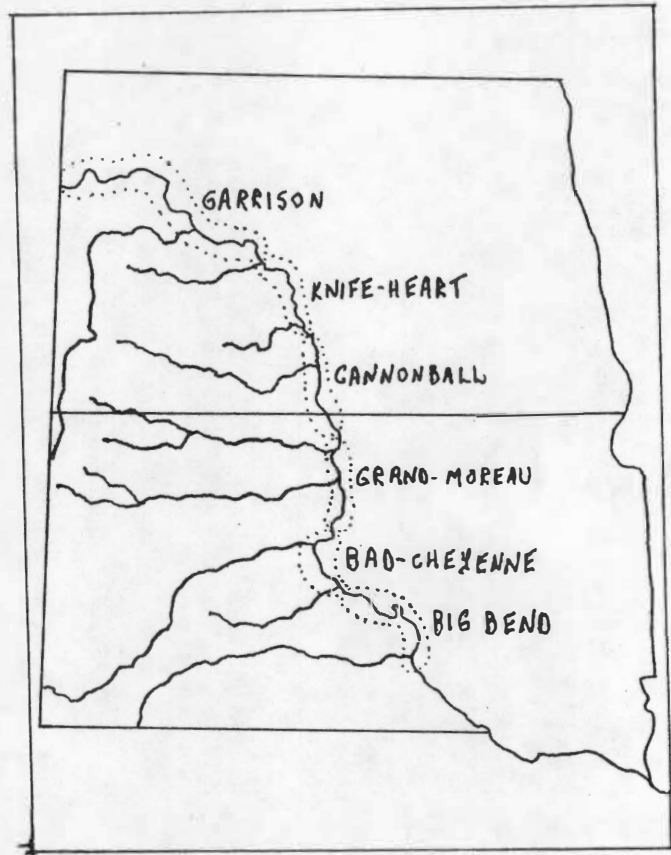 GARRISON
KNIFE-HEART
CANNONBALL
GRAND-MOREAU
BAD-CHEYENNE
BIG BEND